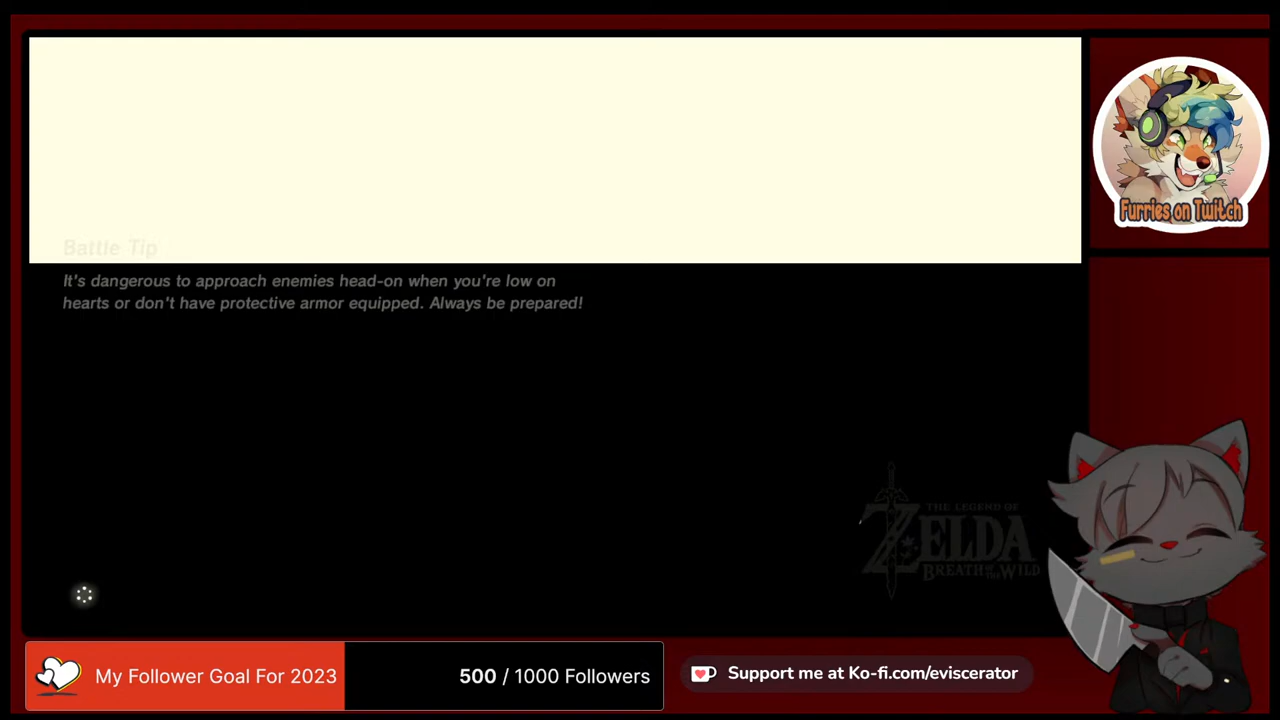 Furries on Twitch
Battle Tip
It's dangerous to approach enemies head-on when you're low on
hearts or don't have protective armor equipped. Always be prepared!
THE LEGEND OF
ZELDA
BREATH OF THE WILD
My Follower Goal For 2023
500 / 1000 Followers
Support me at Ko-fi.com/eviscerator